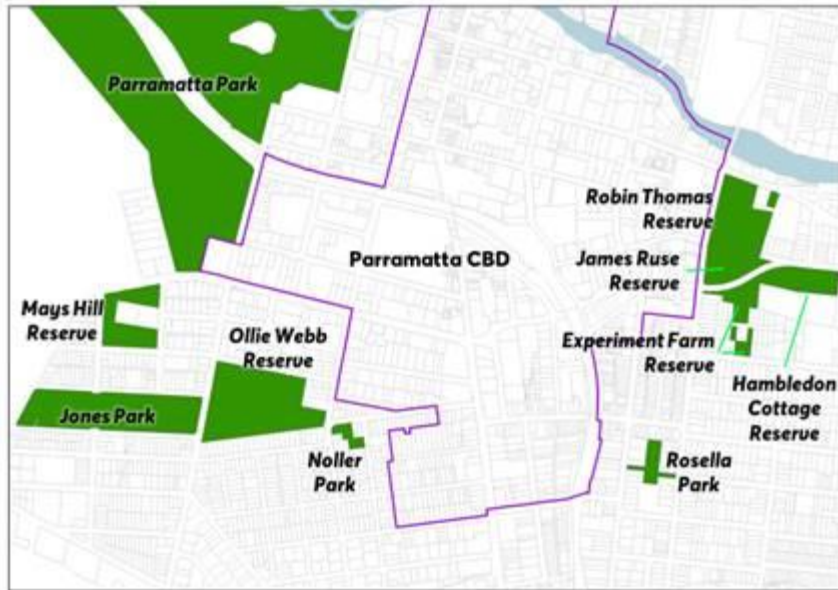 Parramatta Park
Robin Thomas
Reserve
Parramatta CBD
James Ruse
Reserve
Mays Hill
Reserve
Ollie Webb
Reserve
Experiment Farm
Reserve
Hambledon
Cottage
Reserve
Jones Park
Noller
Park
Rosella
Park